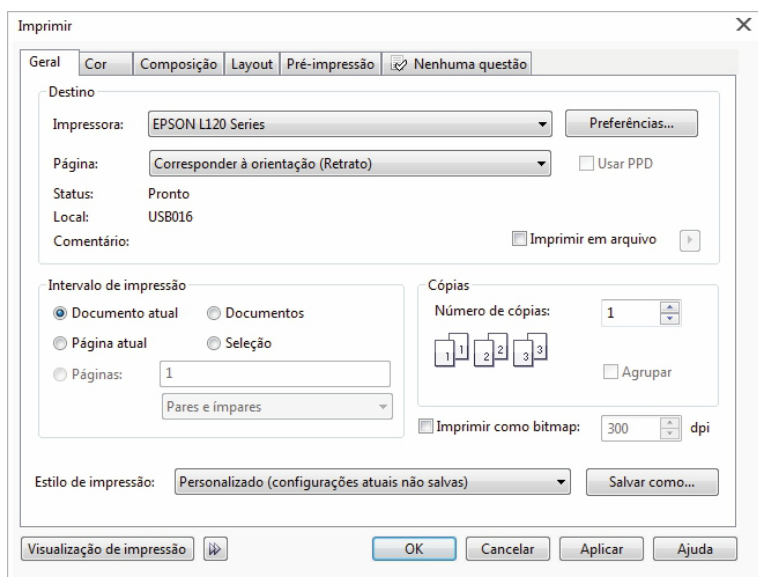 Imprimir
Geral Cor Composição Layout Pré-impressão Nenhuma questão
Destino
Impressora: EPSON L120 Series Preferências...
Página: Corresponder à orientação (Retrato) Usar PPD
Status: Pronto
Local: USB016
Comentário: Imprimir em arquivo
Intervalo de impressão
Documento atual Documentos
Página atual Seleção
Páginas: 1
Pares e ímpares
Cópias
Número de cópias: 1
1 1 2 2 3 3
Agrupar
Imprimir como bitmap: 300 dpi
Estilo de impressão: Personalizado (configurações atuais não salvas) Salvar como...
Visualização de impressão OK Cancelar Aplicar Ajuda